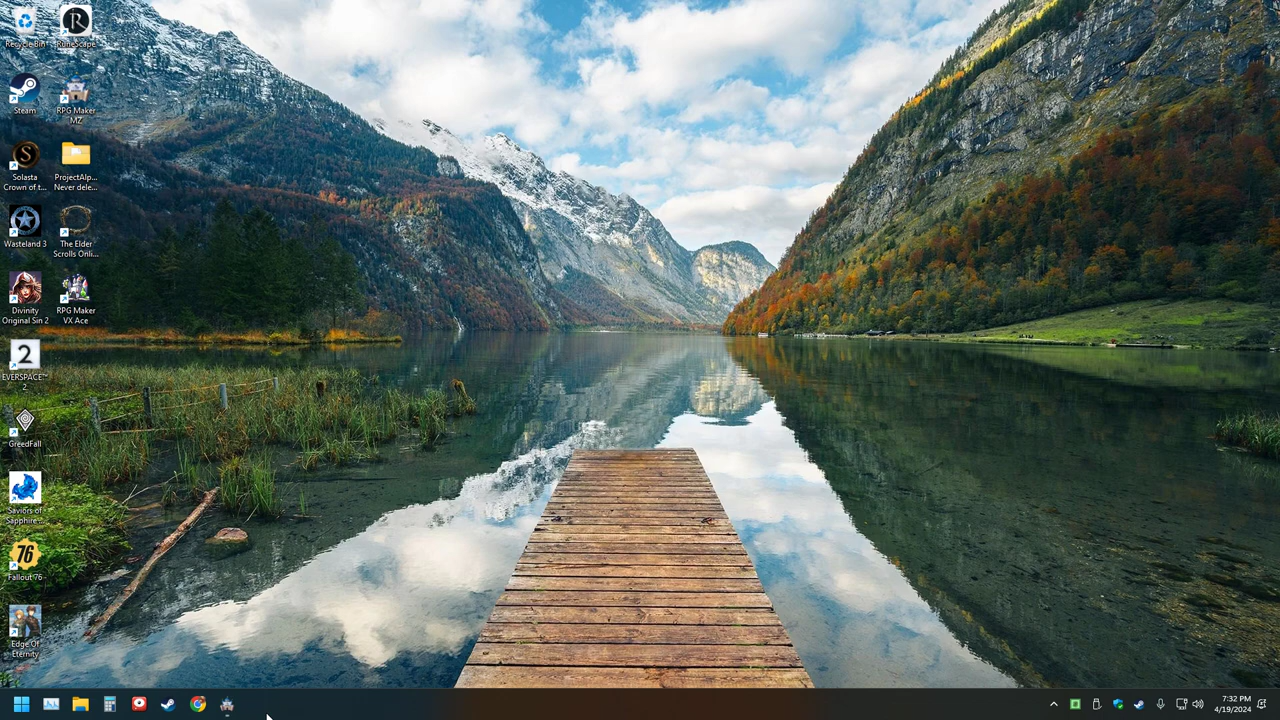 Recycle Bin
RuneScape
Steam
RPG Maker
MZ
Solasta
Crown of t...
ProjectAlp...
Never dele...
Wasteland 3
The Elder
Scrolls Onli...
Divinity
Original Sin 2
RPG Maker
VX Ace
2
EVERSPACE™
2
GreedFall
Saviors of
Sapphire ...
76
Fallout 76
Edge Of
Eternity
7:32 PM
4/19/2024